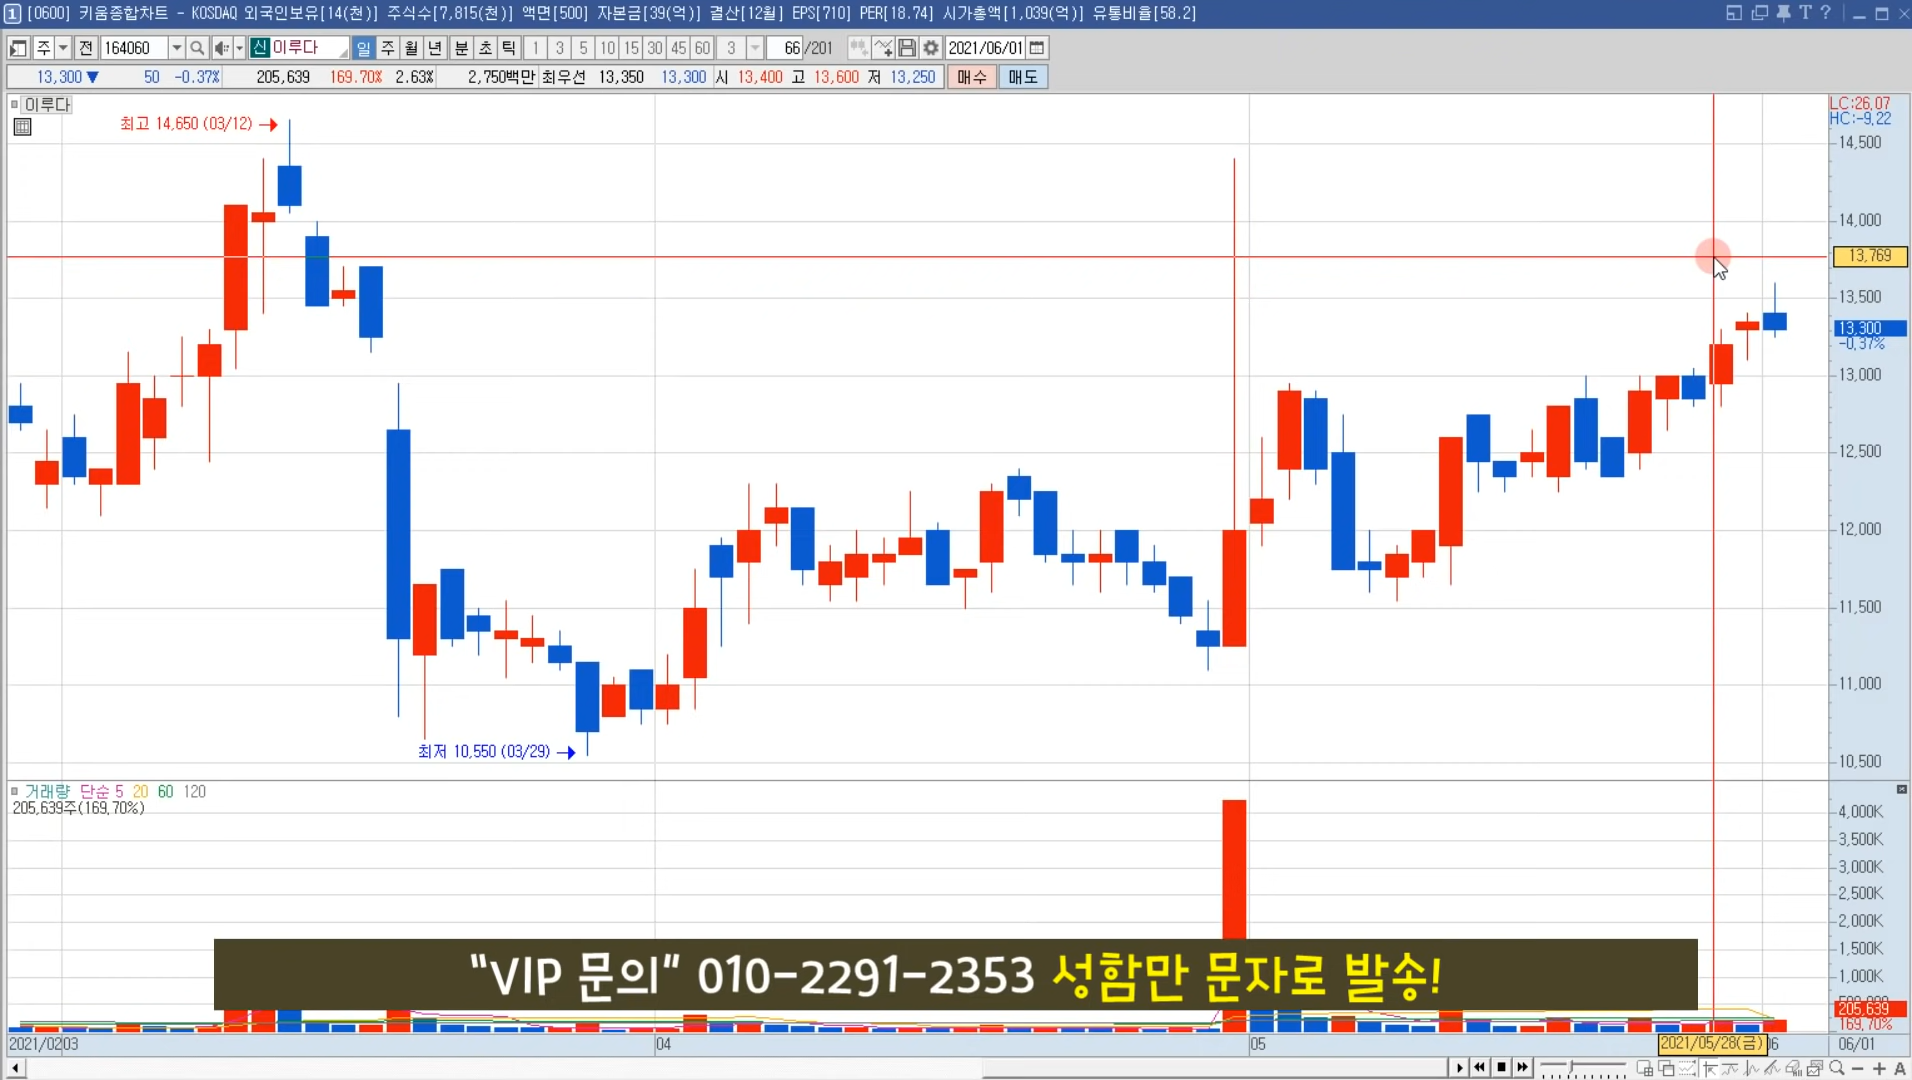 1 [0600] 키움종합차트 - KOSDAQ 외국인보유[14(천)] 주식수[7,815(천)] 액면[500] 자본금[39(억)] 결산[12월] EPS[710] PER[18.74] 시가총액[1,039(억)] 유통비율[58.2]
주 전 164060 신 이루다 일 주 월 년 분 초 틱 1 3 5 10 15 30 45 60 3 66 /201 2021/06/01
13,300 ▼ 50 -0.37% 205,639 169.70% 2.63% 2,750백만 최우선 13,350 13,300 시 13,400 고 13,600 저 13,250 매수 매도
이루다
LC:26.07
HC:-9.22
최고 14,650 (03/12)
14,500
14,000
13,769
13,500
13,300
-0.37%
13,000
12,500
12,000
11,500
11,000
최저 10,550 (03/29)
10,500
거래량 단순 5 20 60 120
205,639주(169.70%)
4,000K
3,500K
3,000K
2,500K
2,000K
1,500K
1,000K
"VIP 문의" 010-2291-2353 성함만 문자로 발송!
205,639
169.70%
2021/02 03 04 05 2021/05/28(금) 06 06/01